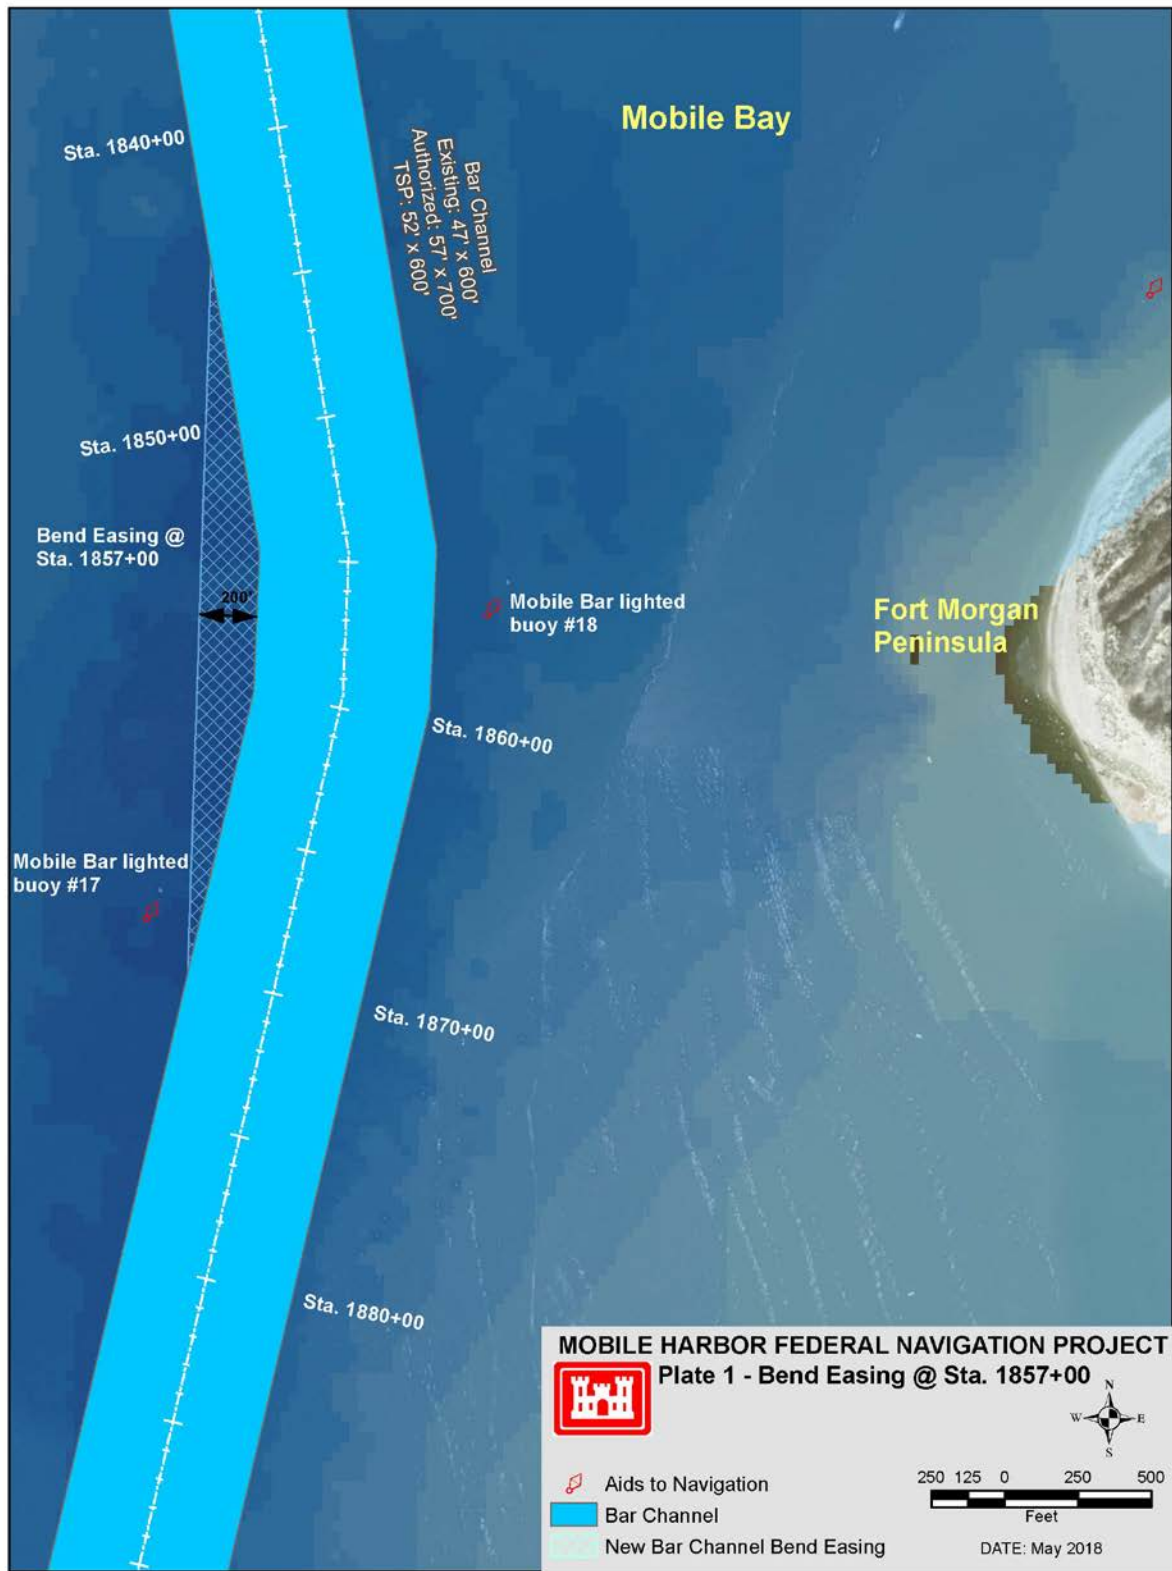 Mobile Bay
Sta. 1840+00
Bar Channel
Existing: 47' x 600'
Authorized: 57' x 700'
TSP: 52' x 600'
Sta. 1850+00
Bend Easing @
Sta. 1857+00
200'
Mobile Bar lighted
buoy #18
Fort Morgan
Peninsula
Sta. 1860+00
Mobile Bar lighted
buoy #17
Sta. 1870+00
Sta. 1880+00
MOBILE HARBOR FEDERAL NAVIGATION PROJECT
Plate 1 - Bend Easing @ Sta. 1857+00
N
W E
S
Aids to Navigation
Bar Channel
New Bar Channel Bend Easing
250 125 0 250 500
Feet
DATE: May 2018